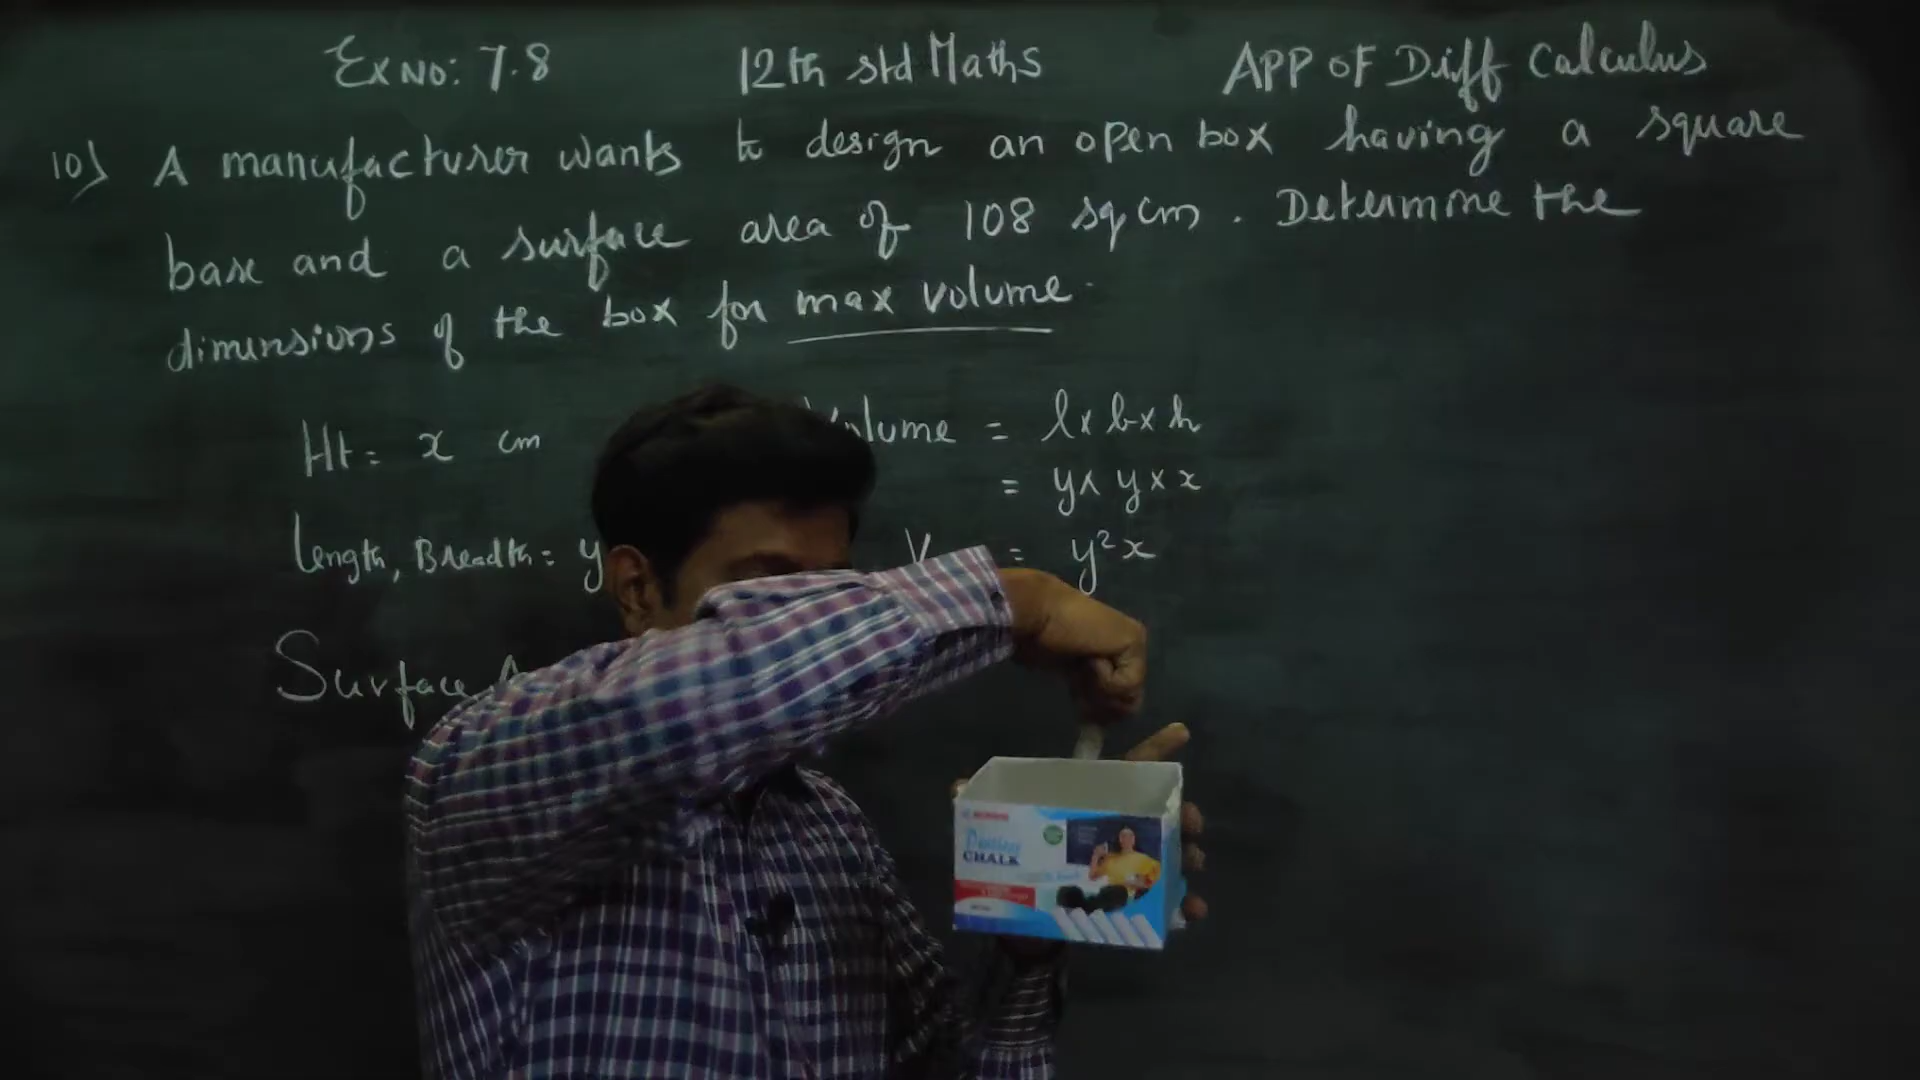 Ex No: 7.8 12th std Maths APP OF Diff Calculus
10) A manufacturer wants to design an open box having a square
base and a surface area of 108 sq cm. Determine the
dimensions of the box for max volume.
Ht = x cm
Volume = l x b x h
= y x y x x
Length, Breadth = y
V = y²x
Surface
CHALK